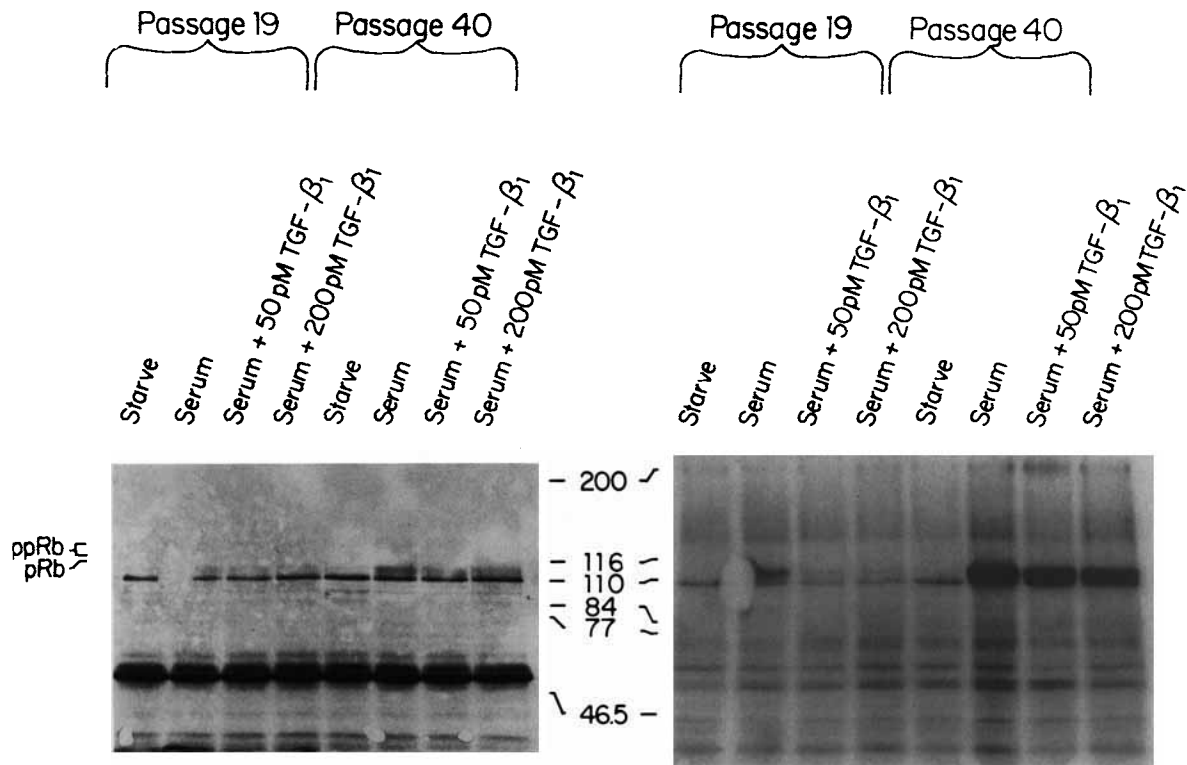 Passage 19
Passage 40
Passage 19
Passage 40
Starve
Serum
Serum + 50pM TGF-β1
Serum + 200pM TGF-β1
Starve
Serum
Serum + 50pM TGF-β1
Serum + 200pM TGF-β1
Starve
Serum
Serum + 50pM TGF-β1
Serum + 200pM TGF-β1
Starve
Serum
Serum + 50pM TGF-β1
Serum + 200pM TGF-β1
ppRb
pRb
200
116
110
84
77
46.5